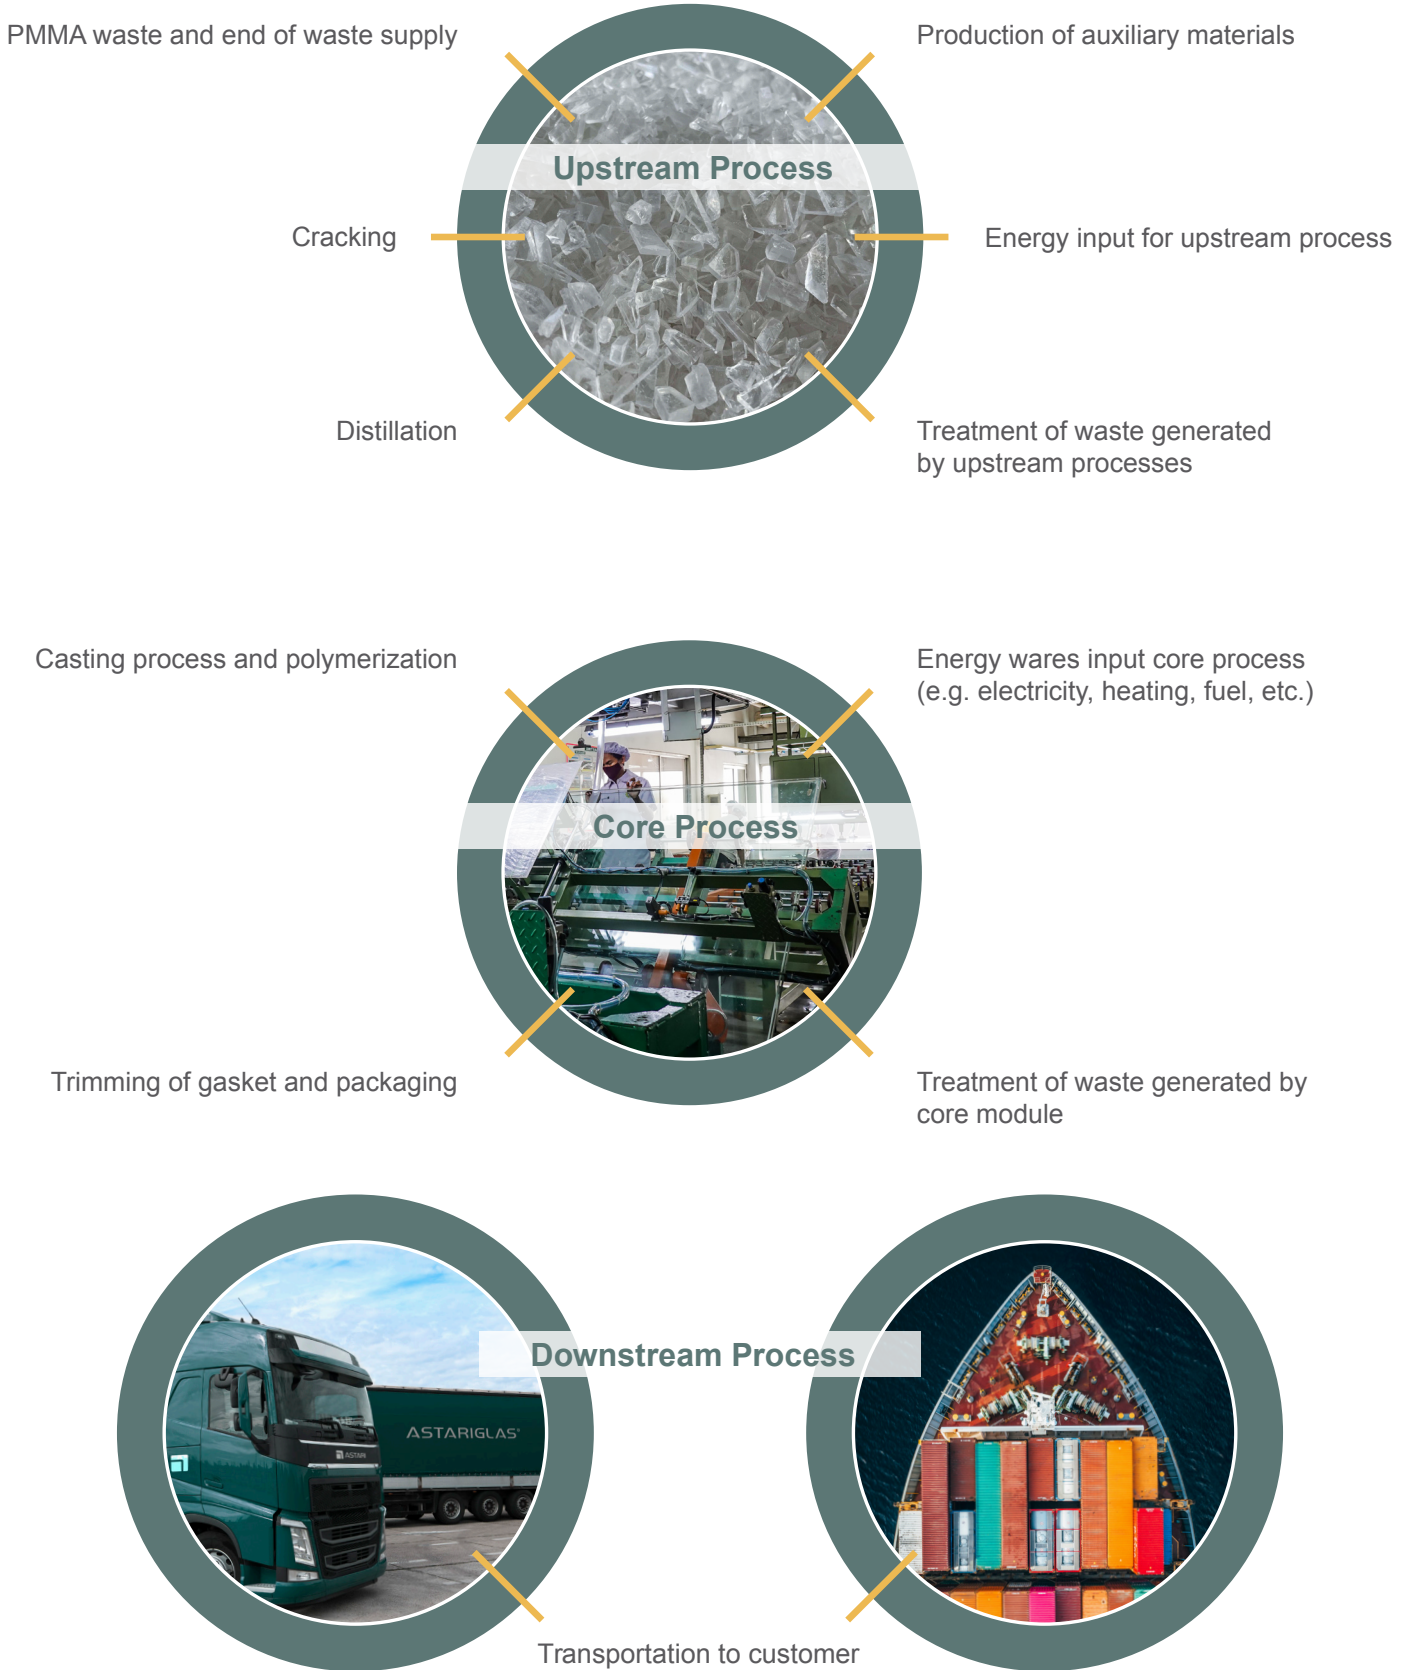 PMMA waste and end of waste supply
Production of auxiliary materials
Upstream Process
Cracking
Energy input for upstream process
Distillation
Treatment of waste generated
by upstream processes
Casting process and polymerization
Energy wares input core process
(e.g. electricity, heating, fuel, etc.)
Core Process
Trimming of gasket and packaging
Treatment of waste generated by
core module
Downstream Process
ASTARIGLAS®
ASTARI
Transportation to customer